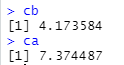 > cb
[1] 4.173584
> ca
[1] 7.374487